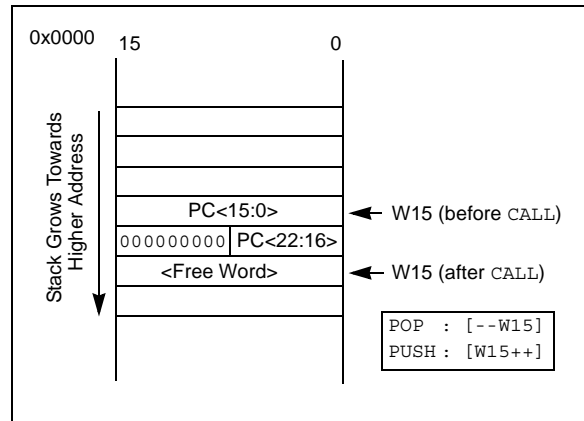 0x0000
15 0
Stack Grows Towards
Higher Address
PC<15:0>
W15 (before CALL)
000000000 PC<22:16>
<Free Word>
W15 (after CALL)
POP : [--W15]
PUSH : [W15++]